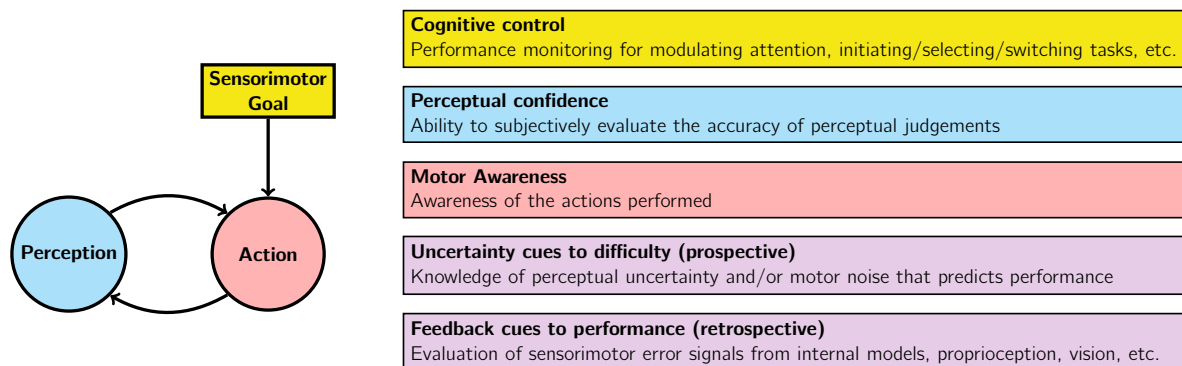 Sensorimotor
Goal
Perception
Action
Cognitive control
Performance monitoring for modulating attention, initiating/selecting/switching tasks, etc.
Perceptual confidence
Ability to subjectively evaluate the accuracy of perceptual judgements
Motor Awareness
Awareness of the actions performed
Uncertainty cues to difficulty (prospective)
Knowledge of perceptual uncertainty and/or motor noise that predicts performance
Feedback cues to performance (retrospective)
Evaluation of sensorimotor error signals from internal models, proprioception, vision, etc.